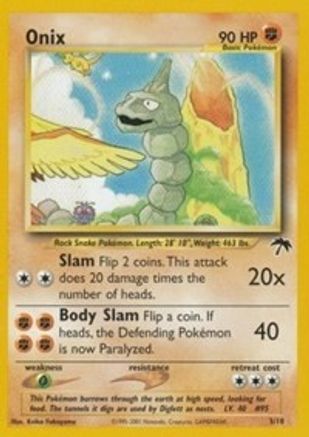 Onix
90 HP
Basic Pokémon
Rock Snake Pokémon. Length: 28' 10", Weight: 463 lbs.
Slam Flip 2 coins. This attack
does 20 damage times the
number of heads.
20x
Body Slam Flip a coin. If
heads, the Defending Pokémon
is now Paralyzed.
40
weakness
resistance
retreat cost
As it burrows through the earth at high speed, looking for
food. The tunnels it digs are used by Diglett as nests. LV. 40 #95
Illus. Keiko Fukuyama
©1995-2001 Nintendo, Creatures, GAMEFREAK.
5/18